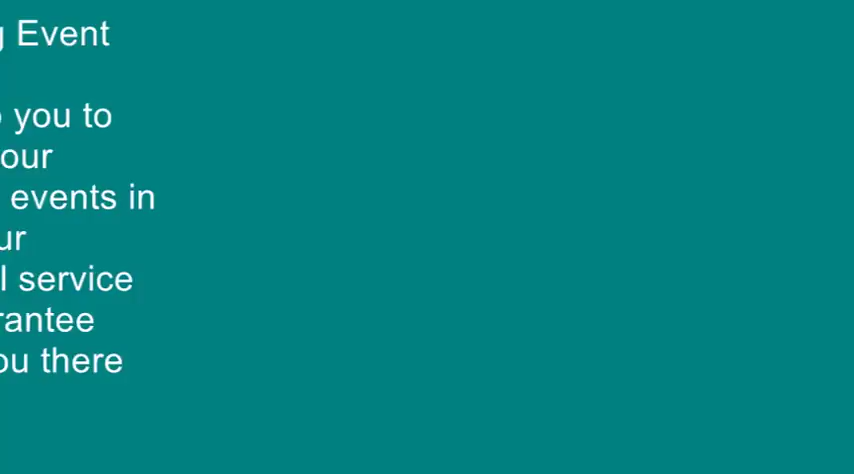 g Event
you to
our
events in
ur
l service
rantee
ou there